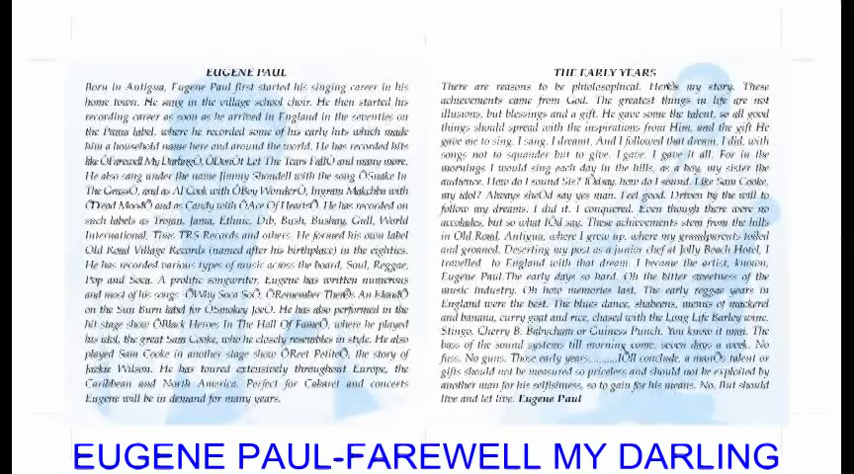 EUGENE PAUL
Born in Antigua, Eugene Paul first started his singing career in his
home town. He sang in the village school choir. He then started his
recording career as soon as he arrived in England in the seventies on
the Pama label, where he recorded some of his early hits which made
him a household name here and around the world. He has recorded hits
like ÒFarewell My DarlingÓ, ÒDonÕt Let The Tears FallÓ and many more.
He also sang under the name Jimmy Shondell with the song ÒSnake In
The GrassÓ, and as Al Cook with ÒBoy WonderÓ, Ingram Makchba with
ÒTread MoodÓ and as Candy with ÒAce Of HeartsÓ. He has recorded on
such labels as Trojan, Jama, Ethnic, Dib, Bush, Bushay, Gull, World
International, Titus TRS Records and others. He formed his own label
Old Road Village Records (named after his birthplace) in the eighties.
He has recorded various types of music across the board, Soul, Reggae,
Pop and Soca. A prolific songwriter, Eugene has written numerous
and most of his songs ÒWhy Soca SoÓ, ÒRemember ThereÕs An IslandÓ
on the Sun Burn label for ÒSmokey JoeÓ. He has also performed in the
hit stage show ÒBlack Heroes In The Hall Of FameÓ, where he played
his idol, the great Sam Cooke, who he closely resembles in style. He also
played Sam Cooke in another stage show ÒReet PetiteÓ, the story of
Jackie Wilson. He has toured extensively throughout Europe, the
Caribbean and North America. Perfect for Cabaret and concerts
Eugene will be in demand for many years.
THE EARLY YEARS
There are reasons to be photosophical. HereÕs my story. These
achievements came from God. The greatest things in life are not
illusions, but blessings and a gift. He gave some the talent, so all good
things should spread with the inspirations from Him, and the gift He
gave me to sing. I sang. I dreamt. And I followed that dream. I did, with
songs not to squander but to give. I gave. I gave it all. For in the
mornings I would sing each day in the hills, as a boy, my sister the
audience. How do I sound Sis? IÕd say, how do I sound. Like Sam Cooke,
my idol? Always sheÕd say yes man. Feel good. Driven by the will to
follow my dreams. I did it. I conquered. Even though there were no
accolades, but so what IÕd say. These achievements stem from the hills
in Old Road, Antigua, where I grew up, where my grandparents toiled
and groaned. Deserting my post as a junior chef at Jolly Beach Hotel, I
travelled to England with that dream. I became the artist, known,
Eugene Paul.The early days so hard. Oh the bitter sweetness of the
music industry. Oh how memories last. The early reggae years in
England were the best. The blues dance, shabeens, menus of mackerel
and banana, curry goat and rice, chased with the Long Life Barley wine,
Stingo, Cherry B. Babycham or Guiness Punch. You know it man. The
bass of the sound systems till morning come, seven days a week. No
fuss. No guns. Those early years.........IÕll conclude, a manÕs talent or
gifts should not be measured so priceless and should not be exploited by
another man for his selfishness, so to gain for his means. No. But should
live and let live. Eugene Paul
EUGENE PAUL-FAREWELL MY DARLING